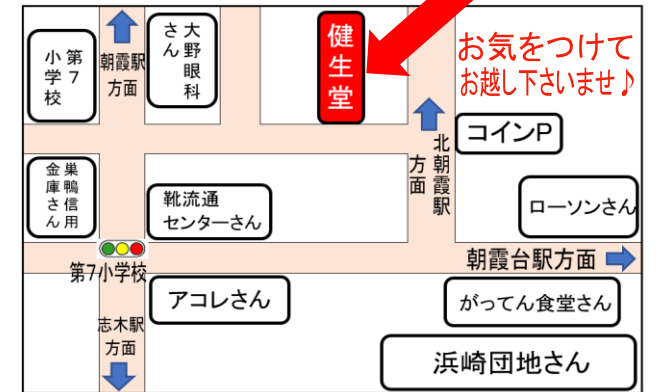 第7
小学校
朝霞駅
方面
大野眼科
さん
健生堂
お気をつけて
お越し下さいませ♪
コインP
北朝霞駅
方面
巣鴨信用
金庫さん
靴流通
センターさん
ローソンさん
第7小学校
朝霞台駅方面
アコレさん
がってん食堂さん
志木駅
方面
浜崎団地さん